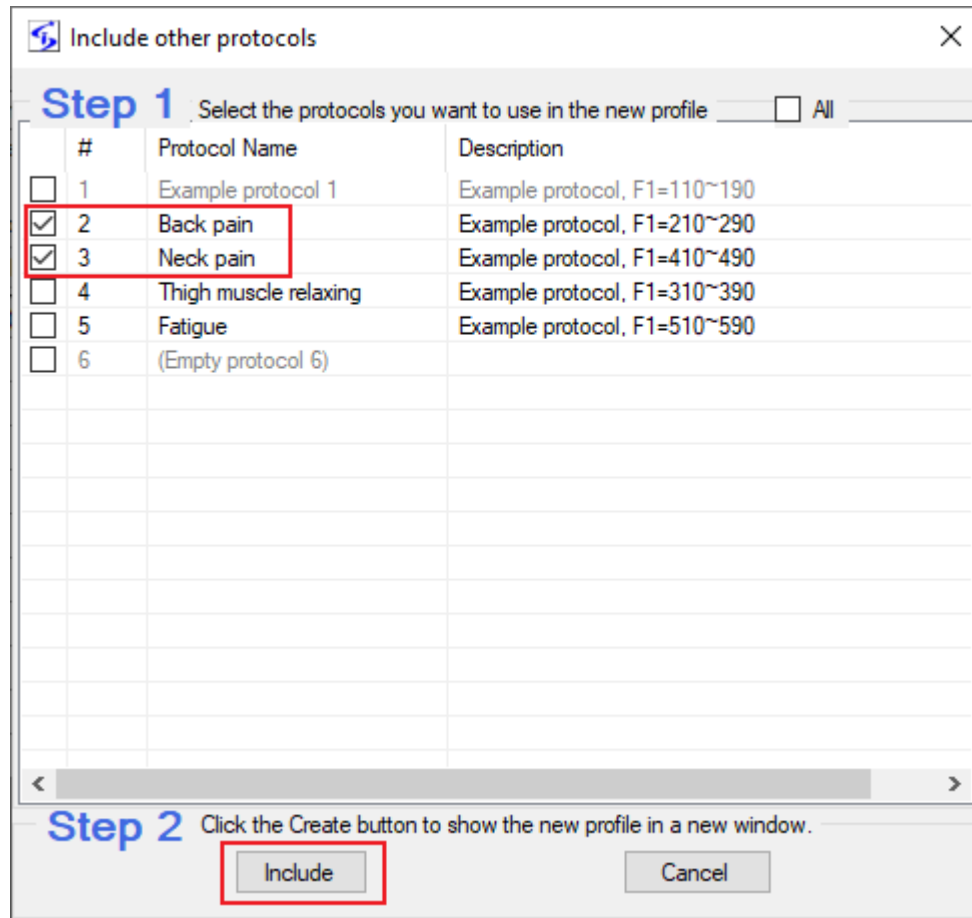 Include other protocols
Step 1 Select the protocols you want to use in the new profile All
# Protocol Name Description
1 Example protocol 1 Example protocol, F1=110~190
2 Back pain Example protocol, F1=210~290
3 Neck pain Example protocol, F1=410~490
4 Thigh muscle relaxing Example protocol, F1=310~390
5 Fatigue Example protocol, F1=510~590
6 (Empty protocol 6)
Step 2 Click the Create button to show the new profile in a new window.
Include Cancel